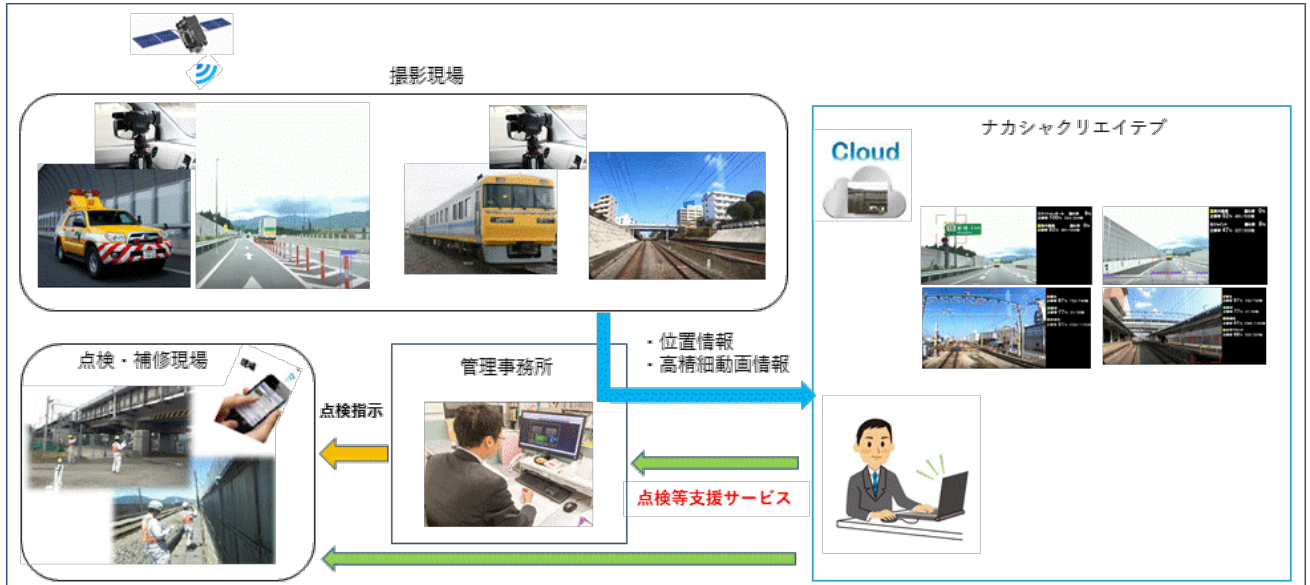 撮影現場
ナカシャクリエイテブ
Cloud
・位置情報
・高精細動画情報
点検・補修現場
管理事務所
点検指示
点検等支援サービス